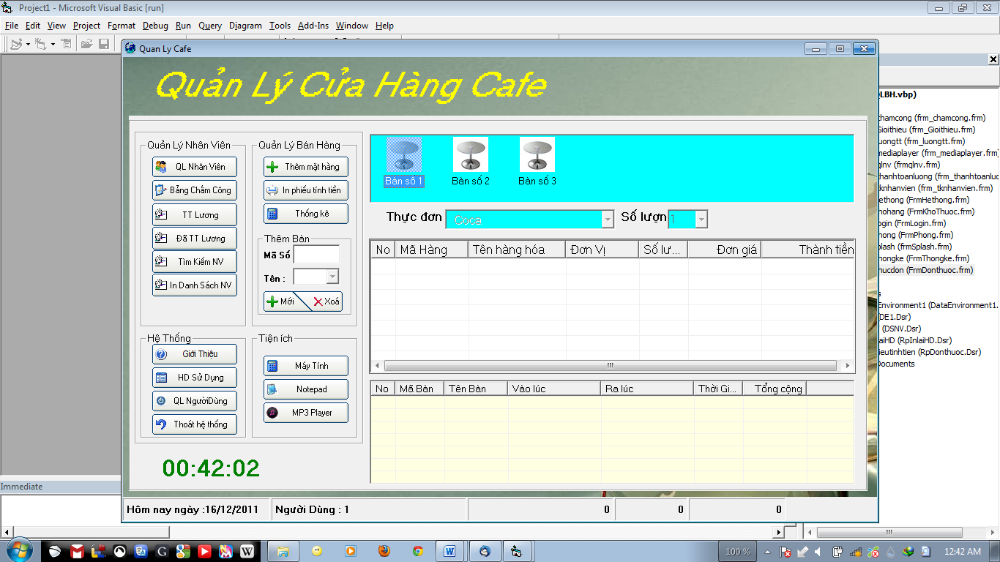 Project1 - Microsoft Visual Basic [run]
File Edit View Project Format Debug Run Query Diagram Tools Add-Ins Window Help
Quan Ly Cafe
Quản Lý Cửa Hàng Cafe
Quản Lý Nhân Viên
QL Nhân Viên
Bảng Chấm Công
TT Lương
Đã TT Lương
Tìm Kiếm NV
In Danh Sách NV
Quản Lý Bán Hàng
Thêm mặt hàng
In phiếu tính tiền
Thống kê
Thêm Bàn
Mã Số
Tên :
Mới Xoá
Hệ Thống
Giới Thiệu
HD Sử Dụng
QL NgườiDùng
Thoát hệ thống
Tiện ích
Máy Tính
Notepad
MP3 Player
00:42:02
Bàn số 1 Bàn số 2 Bàn số 3
Thực đơn Coca Số lượn 1
No Mã Hàng Tên hàng hóa Đơn Vị Số lư... Đơn giá Thành tiền
No Mã Bàn Tên Bàn Vào lúc Ra lúc Thời Gi... Tổng cộng
Hôm nay ngày :16/12/2011 Người Dùng : 1 0 0 0
QLBH.vbp)
chamcong (frm_chamcong.frm)
Gioithieu (frm_Gioithieu.frm)
luongtt (frm_luongtt.frm)
mediaplayer (frm_mediaplayer.frm)
qlnv (frmqlnv.frm)
thanhtoanluong (frm_thanhtoanluo
tknhanvien (frm_tknhanvien.frm)
Hethong (FrmHethong.frm)
hohang (FrmKhoThuoc.frm)
ogin (FrmLogin.frm)
hong (FrmPhong.frm)
plash (frmSplash.frm)
hongke (FrmThongke.frm)
hucdon (FrmDonthuoc.frm)
s
Environment1 (DataEnvironment1.
DE1.Dsr)
(DSNV.Dsr)
laiHD (RpInlaiHD.Dsr)
ieutinhtien (RpDonthuoc.Dsr)
Documents
Immediate
100 %
12:42 AM